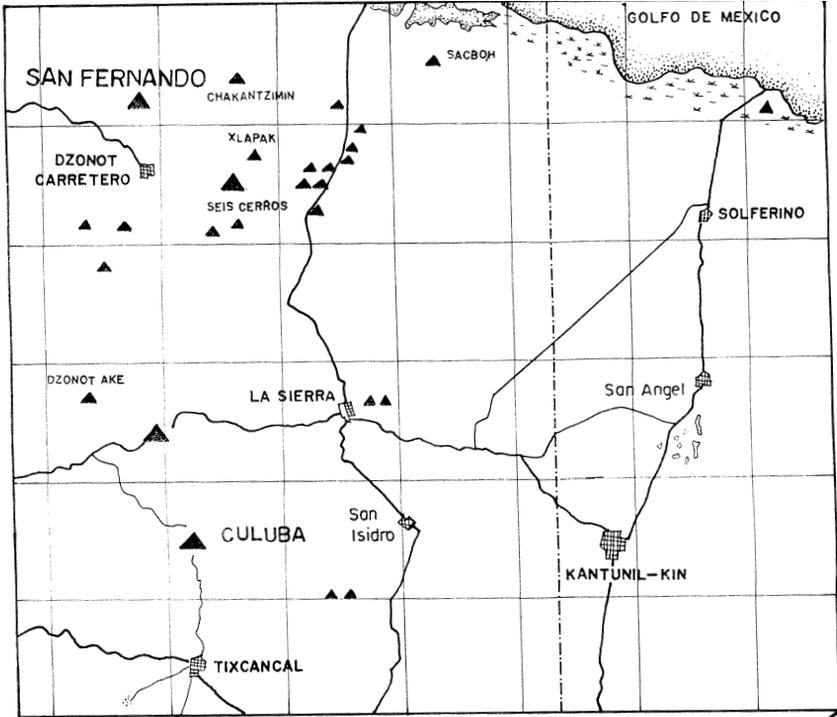 GOLFO DE MEXICO
SACBOH
SAN FERNANDO
CHAKANTZIMIN
XLAPAK
DZONOT
CARRETERO
SEIS CERROS
SOLFERINO
DZONOT AKE
LA SIERRA
San Angel
San
Isidro
CULUBA
KANTUNIL-KIN
TIXCANCAL